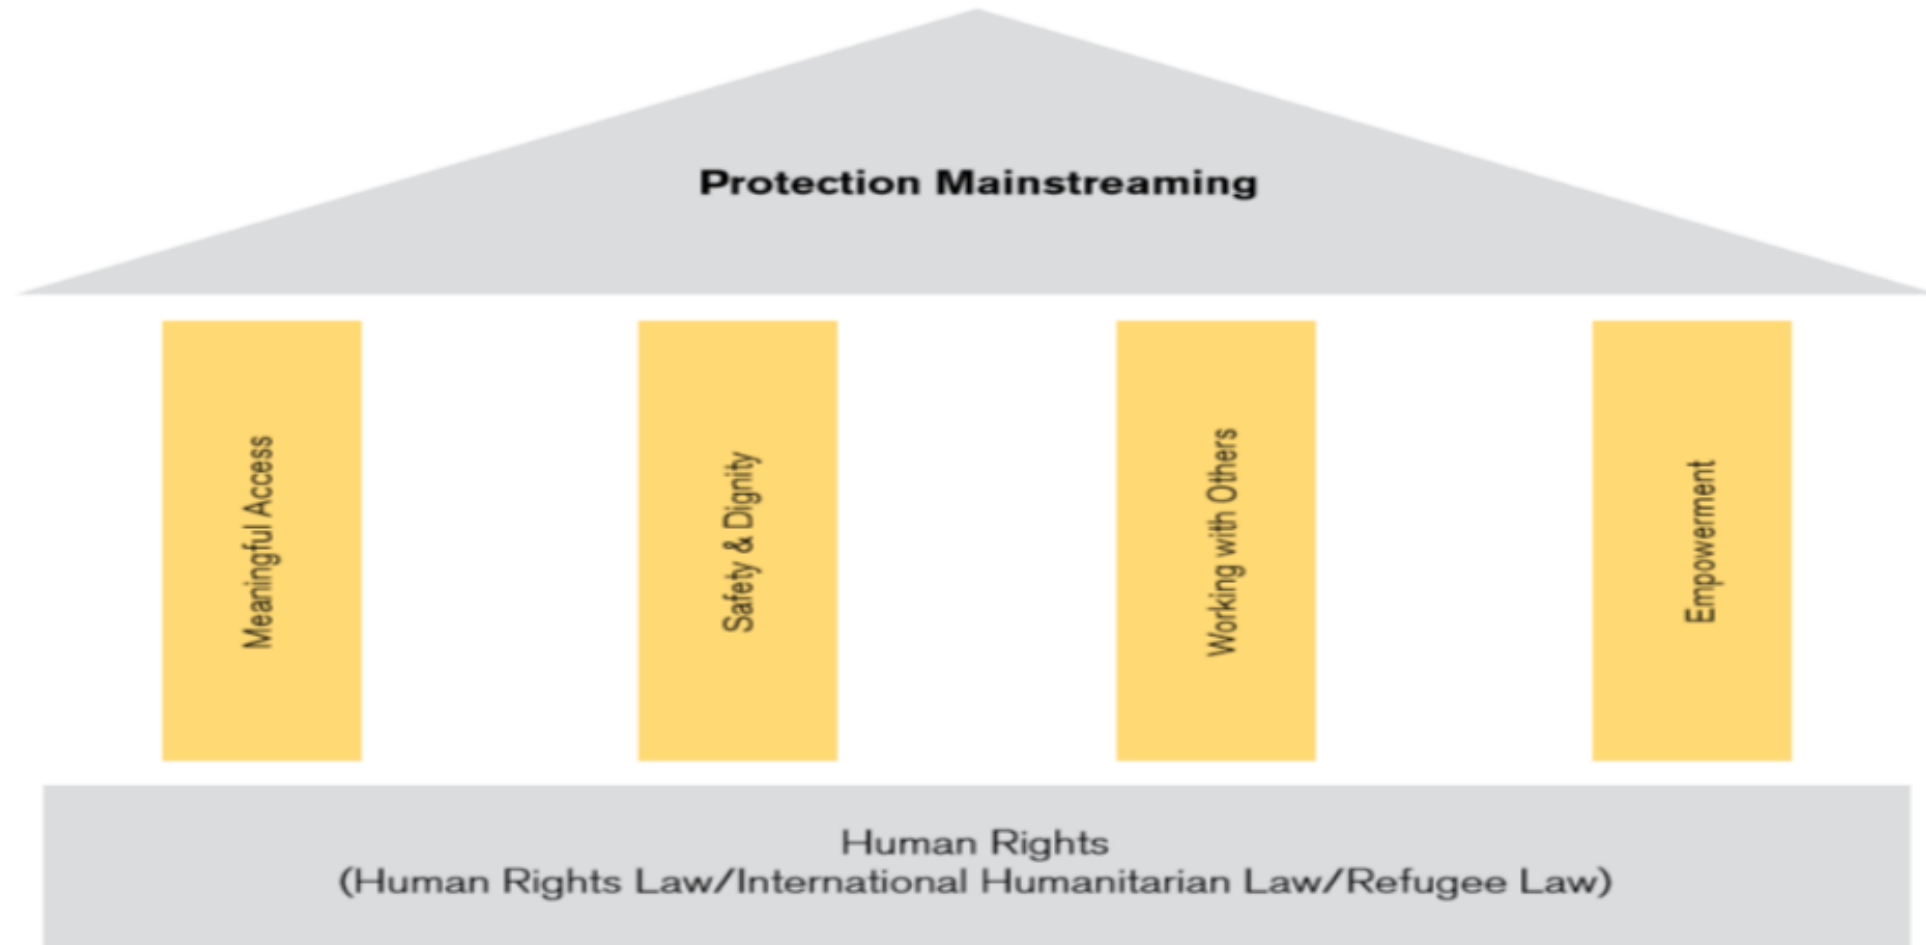 Protection Mainstreaming
Meaningful Access
Safety & Dignity
Working with Others
Empowerment
Human Rights
(Human Rights Law/International Humanitarian Law/Refugee Law)